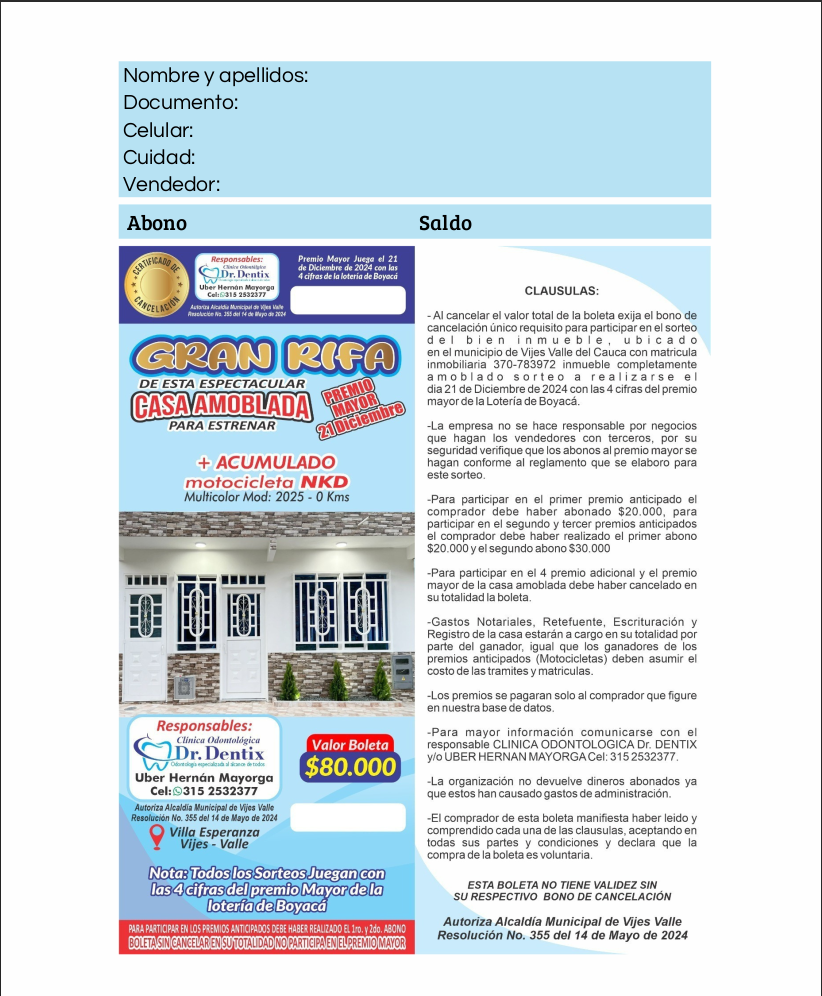 Nombre y apellidos:
Documento:
Celular:
Cuidad:
Vendedor:
Abono
Saldo
CERTIFICADO DE CANCELACIÓN
Responsables:
Clínica Odontológica
Dr. Dentix
Uber Hernán Mayorga
Cel: 315 2532377
Autoriza Alcaldía Municipal de Vijes Valle
Resolución No. 355 del 14 de Mayo de 2024
Premio Mayor Juega el 21
de Diciembre de 2024 con las
4 cifras de la lotería de Boyacá
GRAN RIFA
DE ESTA ESPECTACULAR
CASA AMOBLADA
PARA ESTRENAR
PREMIO
MAYOR
21 Diciembre
+ ACUMULADO
motocicleta NKD
Multicolor Mod: 2025 - 0 Kms
Responsables:
Clínica Odontológica
Dr. Dentix
Odontología especializada al alcance de todos
Uber Hernán Mayorga
Cel: 315 2532377
Autoriza Alcaldía Municipal de Vijes Valle
Resolución No. 355 del 14 de Mayo de 2024
Villa Esperanza
Vijes - Valle
Valor Boleta
$80.000
Nota: Todos los Sorteos Juegan con
las 4 cifras del premio Mayor de la
lotería de Boyacá
PARA PARTICIPAR EN LOS PREMIOS ANTICIPADOS DEBE HABER REALIZADO EL 1ro. y 2do. ABONO
BOLETA SIN CANCELAR EN SU TOTALIDAD NO PARTICIPA EN EL PREMIO MAYOR
CLAUSULAS:
- Al cancelar el valor total de la boleta exija el bono de
cancelación único requisito para participar en el sorteo
del bien inmueble, ubicado
en el municipio de Vijes Valle del Cauca con matricula
inmobiliaria 370-783972 inmueble completamente
amoblado sorteo a realizarse el
dia 21 de Diciembre de 2024 con las 4 cifras del premio
mayor de la Lotería de Boyacá.
-La empresa no se hace responsable por negocios
que hagan los vendedores con terceros, por su
seguridad verifique que los abonos al premio mayor se
hagan conforme al reglamento que se elaboro para
este sorteo.
-Para participar en el primer premio anticipado el
comprador debe haber abonado $20.000, para
participar en el segundo y tercer premios anticipados
el comprador debe haber realizado el primer abono
$20.000 y el segundo abono $30.000
-Para participar en el 4 premio adicional y el premio
mayor de la casa amoblada debe haber cancelado en
su totalidad la boleta.
-Gastos Notariales, Retefuente, Escrituración y
Registro de la casa estarán a cargo en su totalidad por
parte del ganador, igual que los ganadores de los
premios anticipados (Motocicletas) deben asumir el
costo de las tramites y matriculas.
-Los premios se pagaran solo al comprador que figure
en nuestra base de datos.
-Para mayor información comunicarse con el
responsable CLINICA ODONTOLOGICA Dr. DENTIX
y/o UBER HERNAN MAYORGA Cel: 315 2532377.
-La organización no devuelve dineros abonados ya
que estos han causado gastos de administración.
-El comprador de esta boleta manifiesta haber leido y
comprendido cada una de las clausulas, aceptando en
todas sus partes y condiciones y declara que la
compra de la boleta es voluntaria.
ESTA BOLETA NO TIENE VALIDEZ SIN
SU RESPECTIVO BONO DE CANCELACIÓN
Autoriza Alcaldía Municipal de Vijes Valle
Resolución No. 355 del 14 de Mayo de 2024